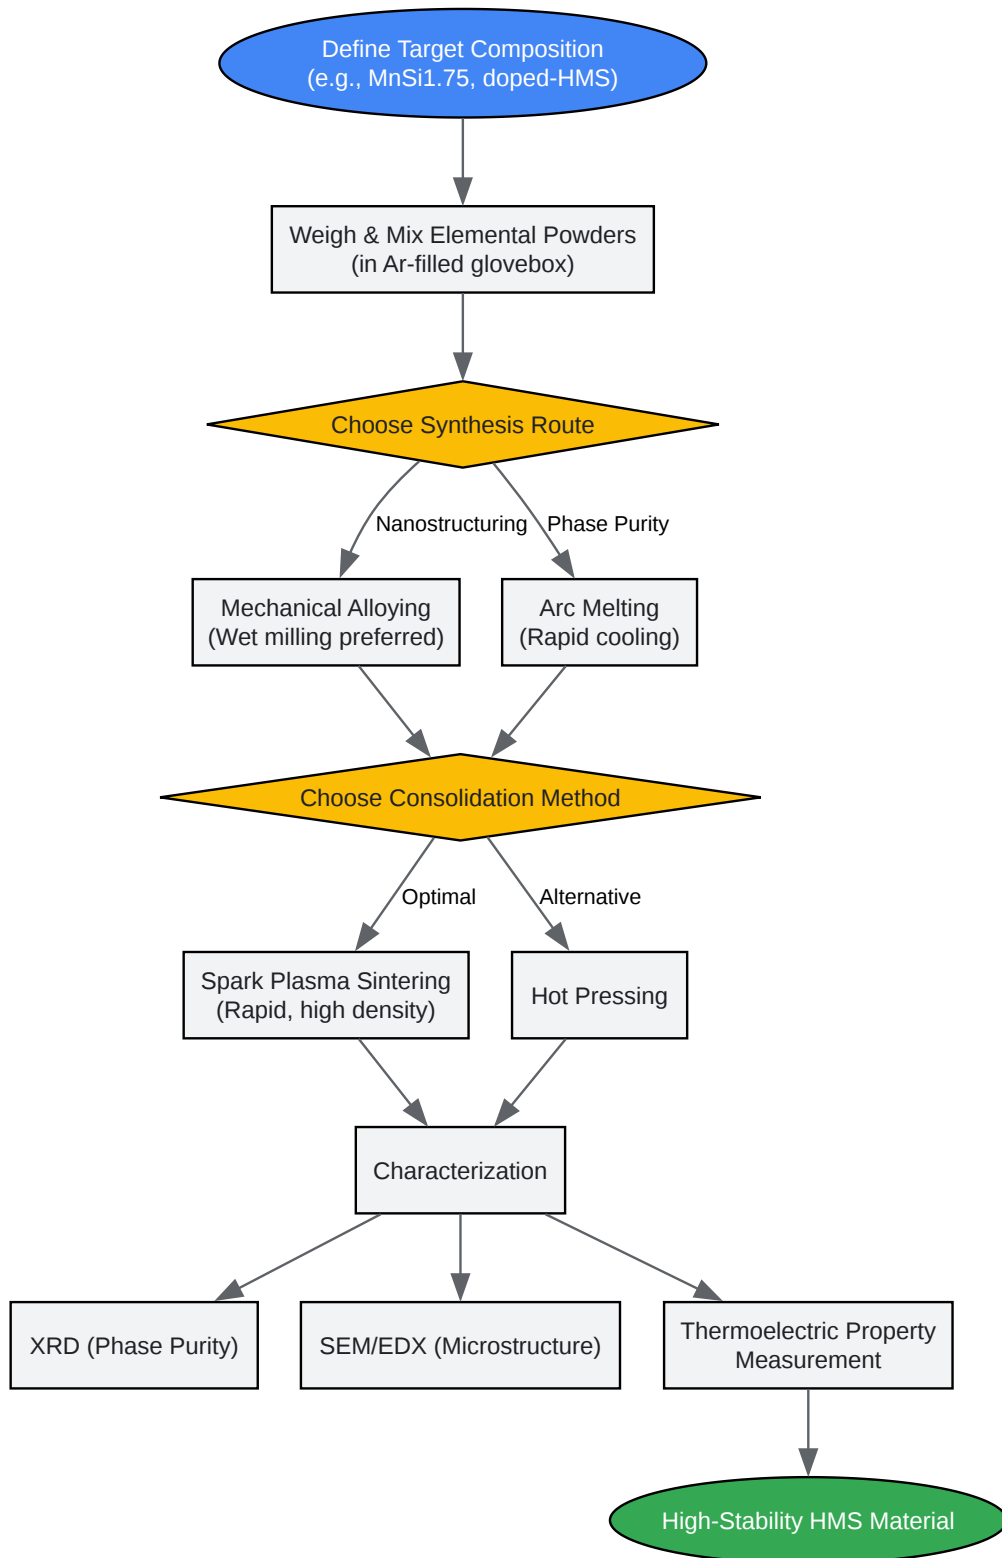 Define Target Composition
(e.g., MnSi1.75, doped-HMS)
Weigh & Mix Elemental Powders
(in Ar-filled glovebox)
Choose Synthesis Route
Nanostructuring
Phase Purity
Mechanical Alloying
(Wet milling preferred)
Arc Melting
(Rapid cooling)
Choose Consolidation Method
Optimal
Alternative
Spark Plasma Sintering
(Rapid, high density)
Hot Pressing
Characterization
XRD (Phase Purity)
SEM/EDX (Microstructure)
Thermoelectric Property
Measurement
High-Stability HMS Material